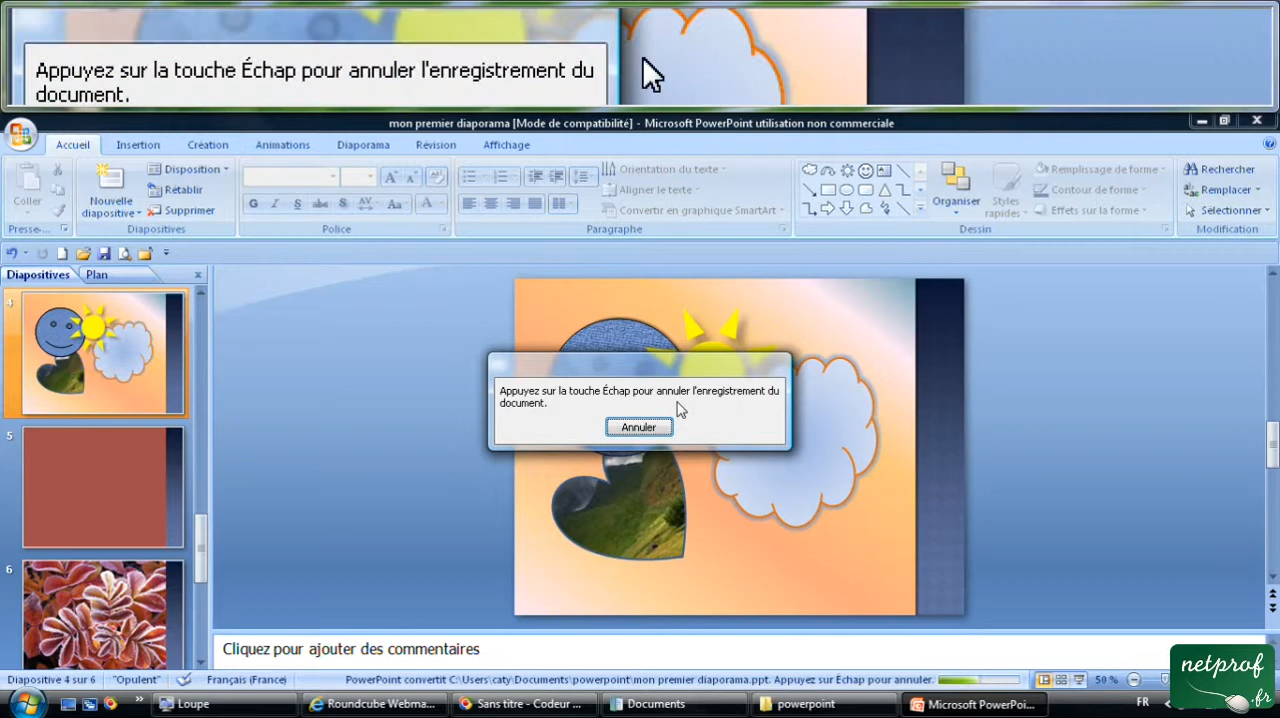 Appuyez sur la touche Échap pour annuler l'enregistrement du
document.
mon premier diaporama [Mode de compatibilité] - Microsoft PowerPoint utilisation non commerciale
Accueil Insertion Création Animations Diaporama Révision Affichage
Coller
Presse-...
Nouvelle
diapositive
Disposition
Rétablir
Supprimer
Diapositives
G I S abc S AV Aa A
Police
Orientation du texte
Aligner le texte
Convertir en graphique SmartArt
Paragraphe
Organiser
Styles
rapides
Remplissage de forme
Contour de forme
Effets sur la forme
Dessin
Rechercher
Remplacer
Sélectionner
Modification
Diapositives Plan x
4
5
6
Appuyez sur la touche Échap pour annuler l'enregistrement du
document.
Annuler
Cliquez pour ajouter des commentaires
Diapositive 4 sur 6 "Opulent" Français (France) PowerPoint convertit C:\Users\caty\Documents\powerpoint\mon premier diaporama.ppt. Appuyez sur Échap pour annuler. 50 %
Loupe Roundcube Webma... Sans titre - Codeur ... Documents powerpoint Microsoft PowerPoi... FR
netprof
.fr